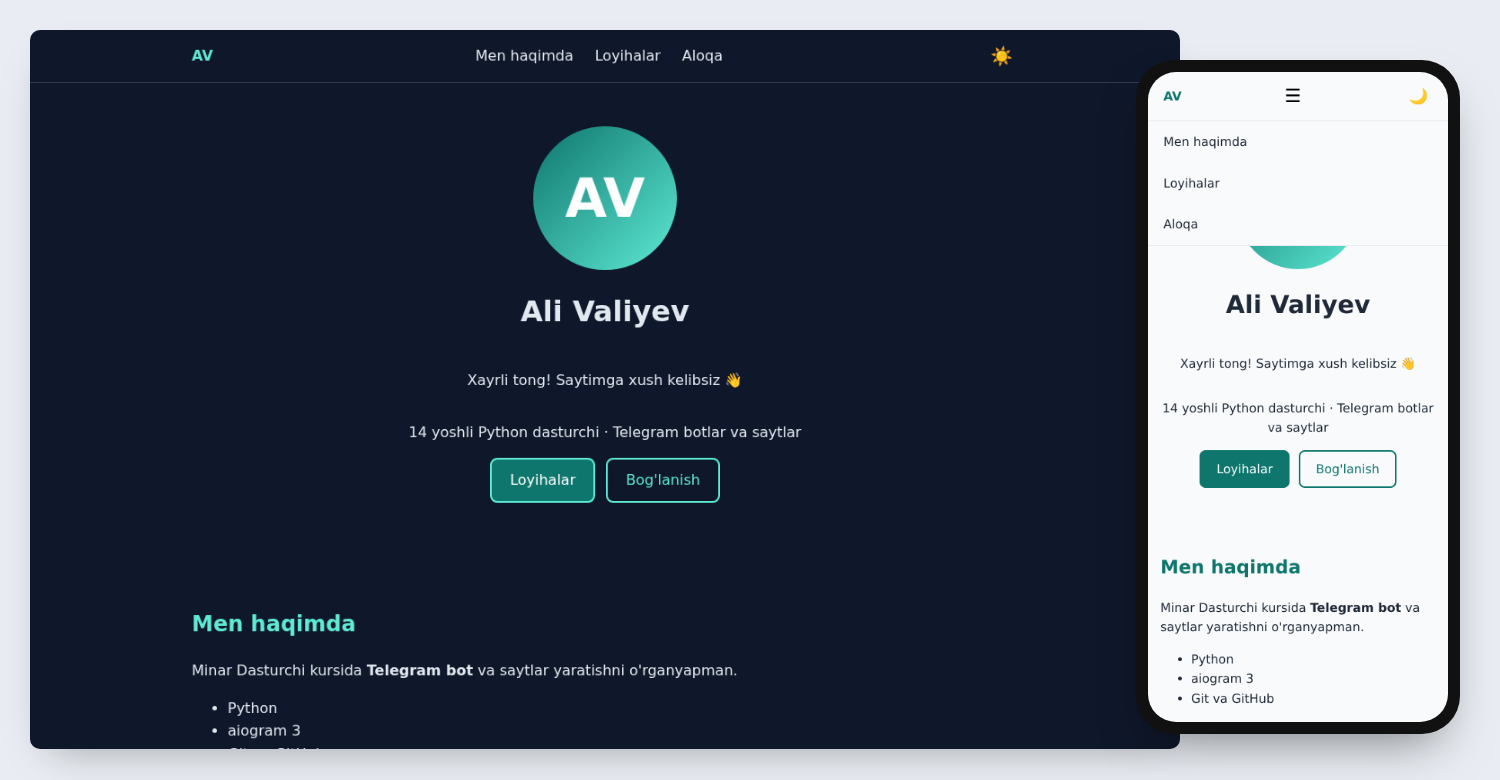 AV
Men haqimda Loyihalar Aloqa
☀️
AV
Ali Valiyev
Xayrli tong! Saytimga xush kelibsiz 👋
14 yoshli Python dasturchi · Telegram botlar va saytlar
Loyihalar
Bog'lanish
Men haqimda
Minar Dasturchi kursida Telegram bot va saytlar yaratishni o'rganyapman.
• Python
• aiogram 3
AV ☰ 🌙
Men haqimda
Loyihalar
Aloqa
Ali Valiyev
Xayrli tong! Saytimga xush kelibsiz 👋
14 yoshli Python dasturchi · Telegram botlar
va saytlar
Loyihalar
Bog'lanish
Men haqimda
Minar Dasturchi kursida Telegram bot va
saytlar yaratishni o'rganyapman.
• Python
• aiogram 3
• Git va GitHub